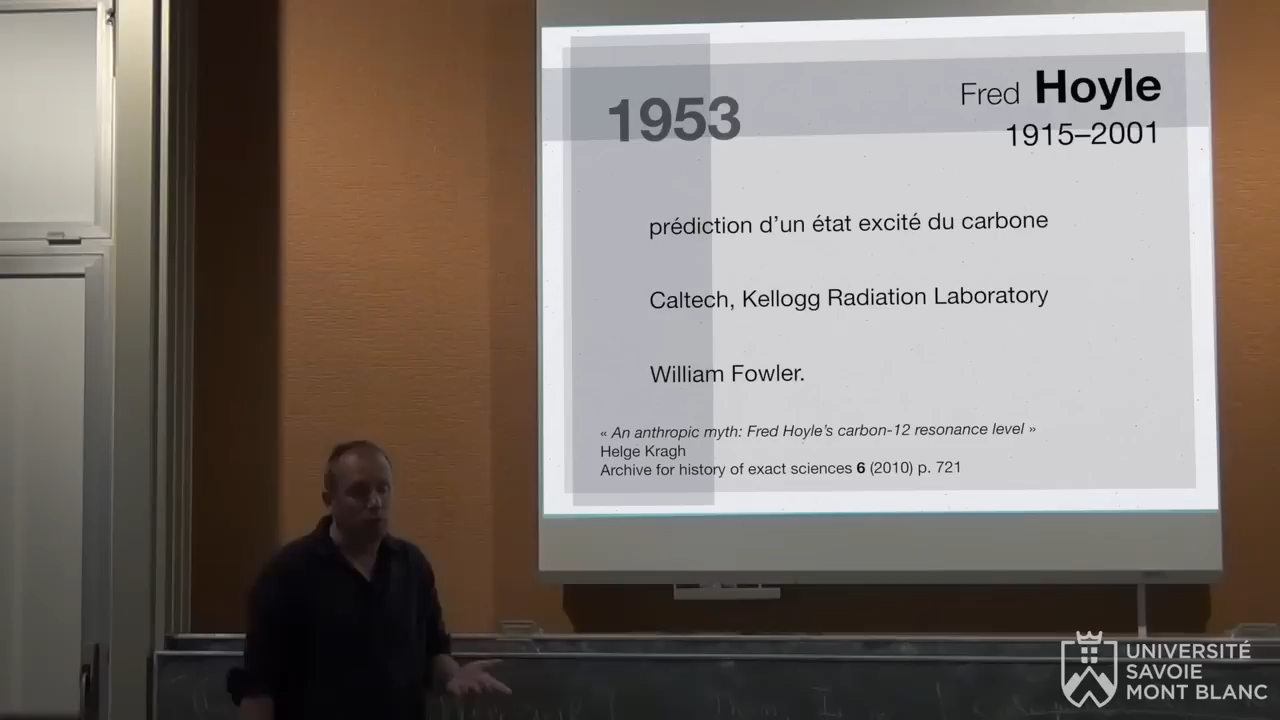 1953
Fred Hoyle
1915–2001
prédiction d'un état excité du carbone
Caltech, Kellogg Radiation Laboratory
William Fowler.
« An anthropic myth: Fred Hoyle's carbon-12 resonance level »
Helge Kragh
Archive for history of exact sciences 6 (2010) p. 721
UNIVERSITÉ
SAVOIE
MONT BLANC